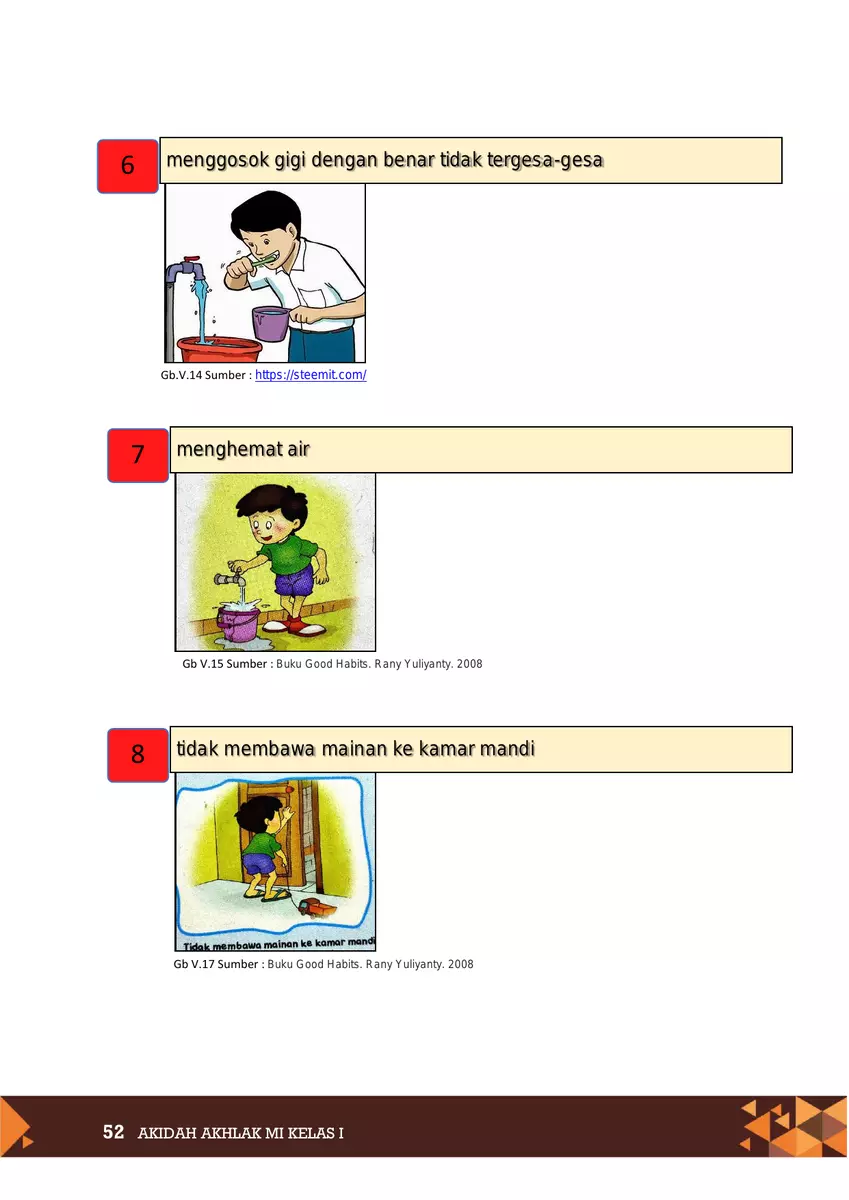 6
menggosok gigi dengan benar tidak tergesa-gesa
Gb.V.14 Sumber : https://steemit.com/
7
menghemat air
Gb V.15 Sumber : Buku Good Habits. Rany Yuliyanty. 2008
8
tidak membawa mainan ke kamar mandi
Tidak membawa mainan ke kamar mandi
Gb V.17 Sumber : Buku Good Habits. Rany Yuliyanty. 2008
52 AKIDAH AKHLAK MI KELAS I